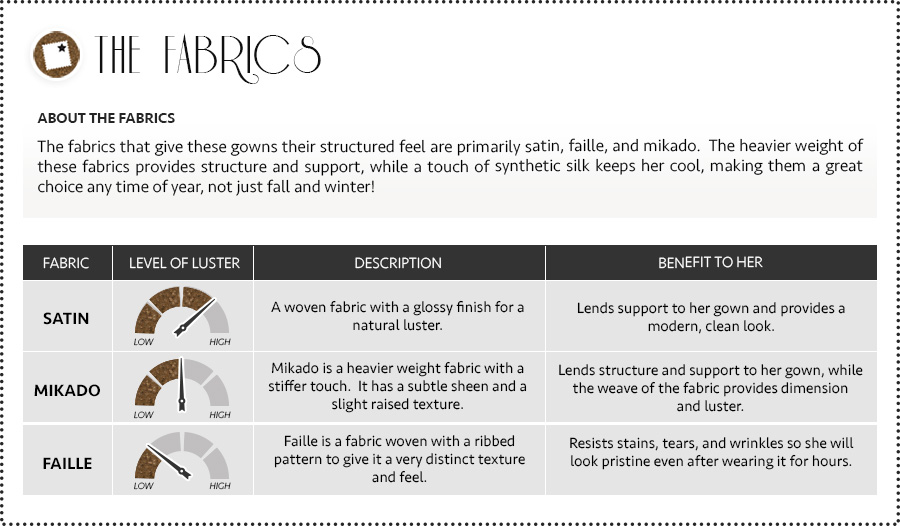 THE FABRICS
ABOUT THE FABRICS
The fabrics that give these gowns their structured feel are primarily satin, faille, and mikado.  The heavier weight of
these fabrics provides structure and support, while a touch of synthetic silk keeps her cool, making them a great
choice any time of year, not just fall and winter!
FABRIC LEVEL OF LUSTER DESCRIPTION BENEFIT TO HER
SATIN
LOW HIGH
A woven fabric with a glossy finish for a
natural luster.
Lends support to her gown and provides a
modern, clean look.
MIKADO
LOW HIGH
Mikado is a heavier weight fabric with a
stiffer touch.  It has a subtle sheen and a
slight raised texture.
Lends structure and support to her gown, while
the weave of the fabric provides dimension
and luster.
FAILLE
LOW HIGH
Faille is a fabric woven with a ribbed
pattern to give it a very distinct texture
and feel.
Resists stains, tears, and wrinkles so she will
look pristine even after wearing it for hours.